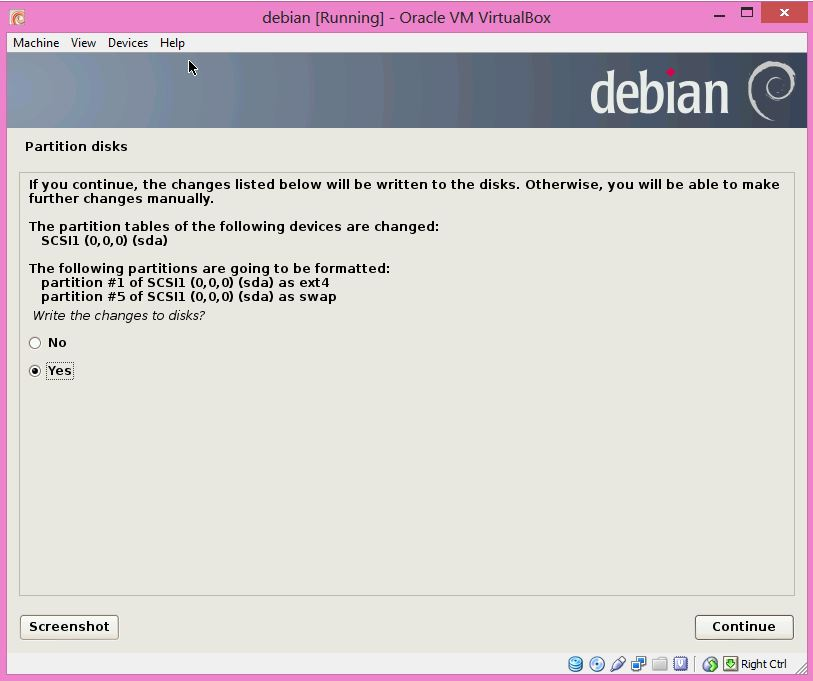 debian [Running] - Oracle VM VirtualBox
Machine View Devices Help
debian
Partition disks
If you continue, the changes listed below will be written to the disks. Otherwise, you will be able to make
further changes manually.
The partition tables of the following devices are changed:
SCSI1 (0,0,0) (sda)
The following partitions are going to be formatted:
partition #1 of SCSI1 (0,0,0) (sda) as ext4
partition #5 of SCSI1 (0,0,0) (sda) as swap
Write the changes to disks?
No
Yes
Screenshot Continue
Right Ctrl